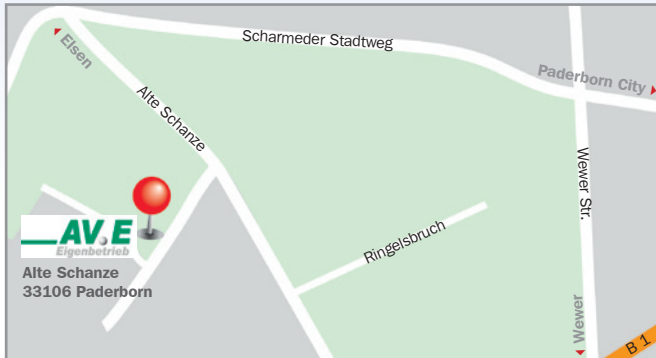 Scharmeder Stadtweg
Elsen
Paderborn City
Alte Schanze
Wewer Str.
AV.E
Eigenbetrieb
Ringelsbruch
Alte Schanze
33106 Paderborn
Wewer
B 1